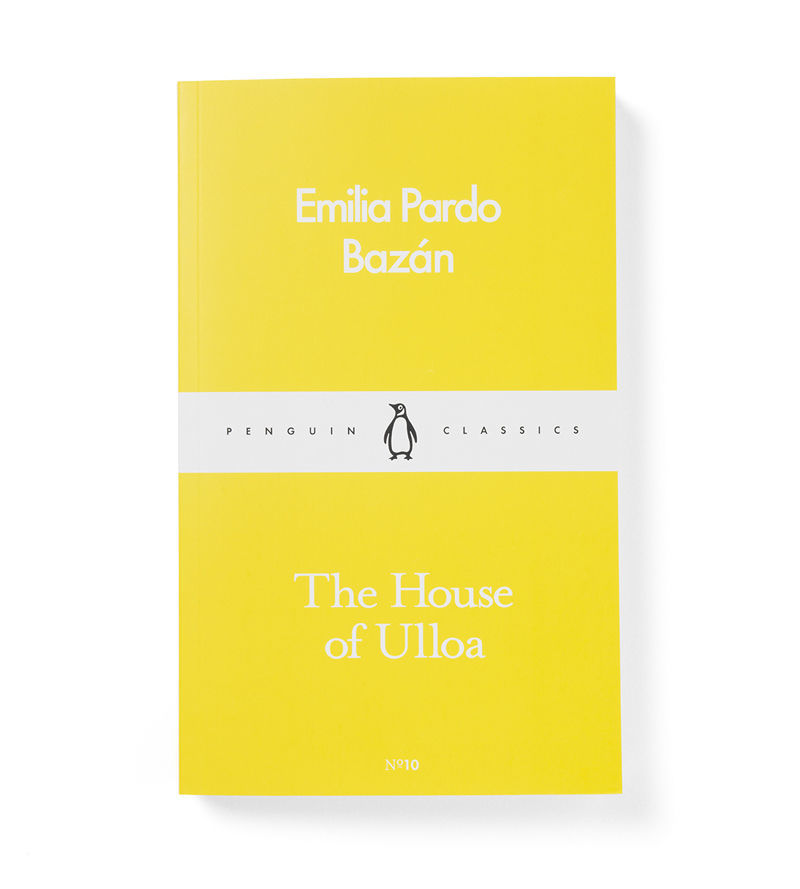 Emilia Pardo
Bazán
PENGUIN CLASSICS
The House
of Ulloa
Nº10